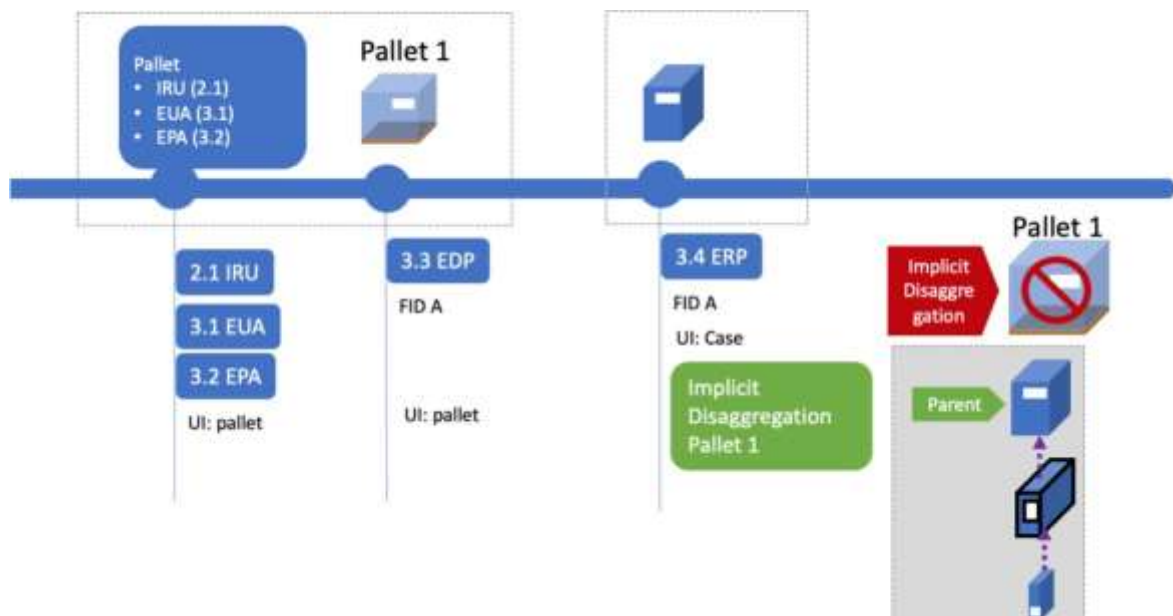 Pallet
• IRU (2.1)
• EUA (3.1)
• EPA (3.2)
Pallet 1
2.1 IRU
3.1 EUA
3.2 EPA
UI: pallet
3.3 EDP
FID A
UI: pallet
3.4 ERP
FID A
UI: Case
Implicit
Disaggregation
Pallet 1
Pallet 1
Implicit
Disaggre
gation
Parent